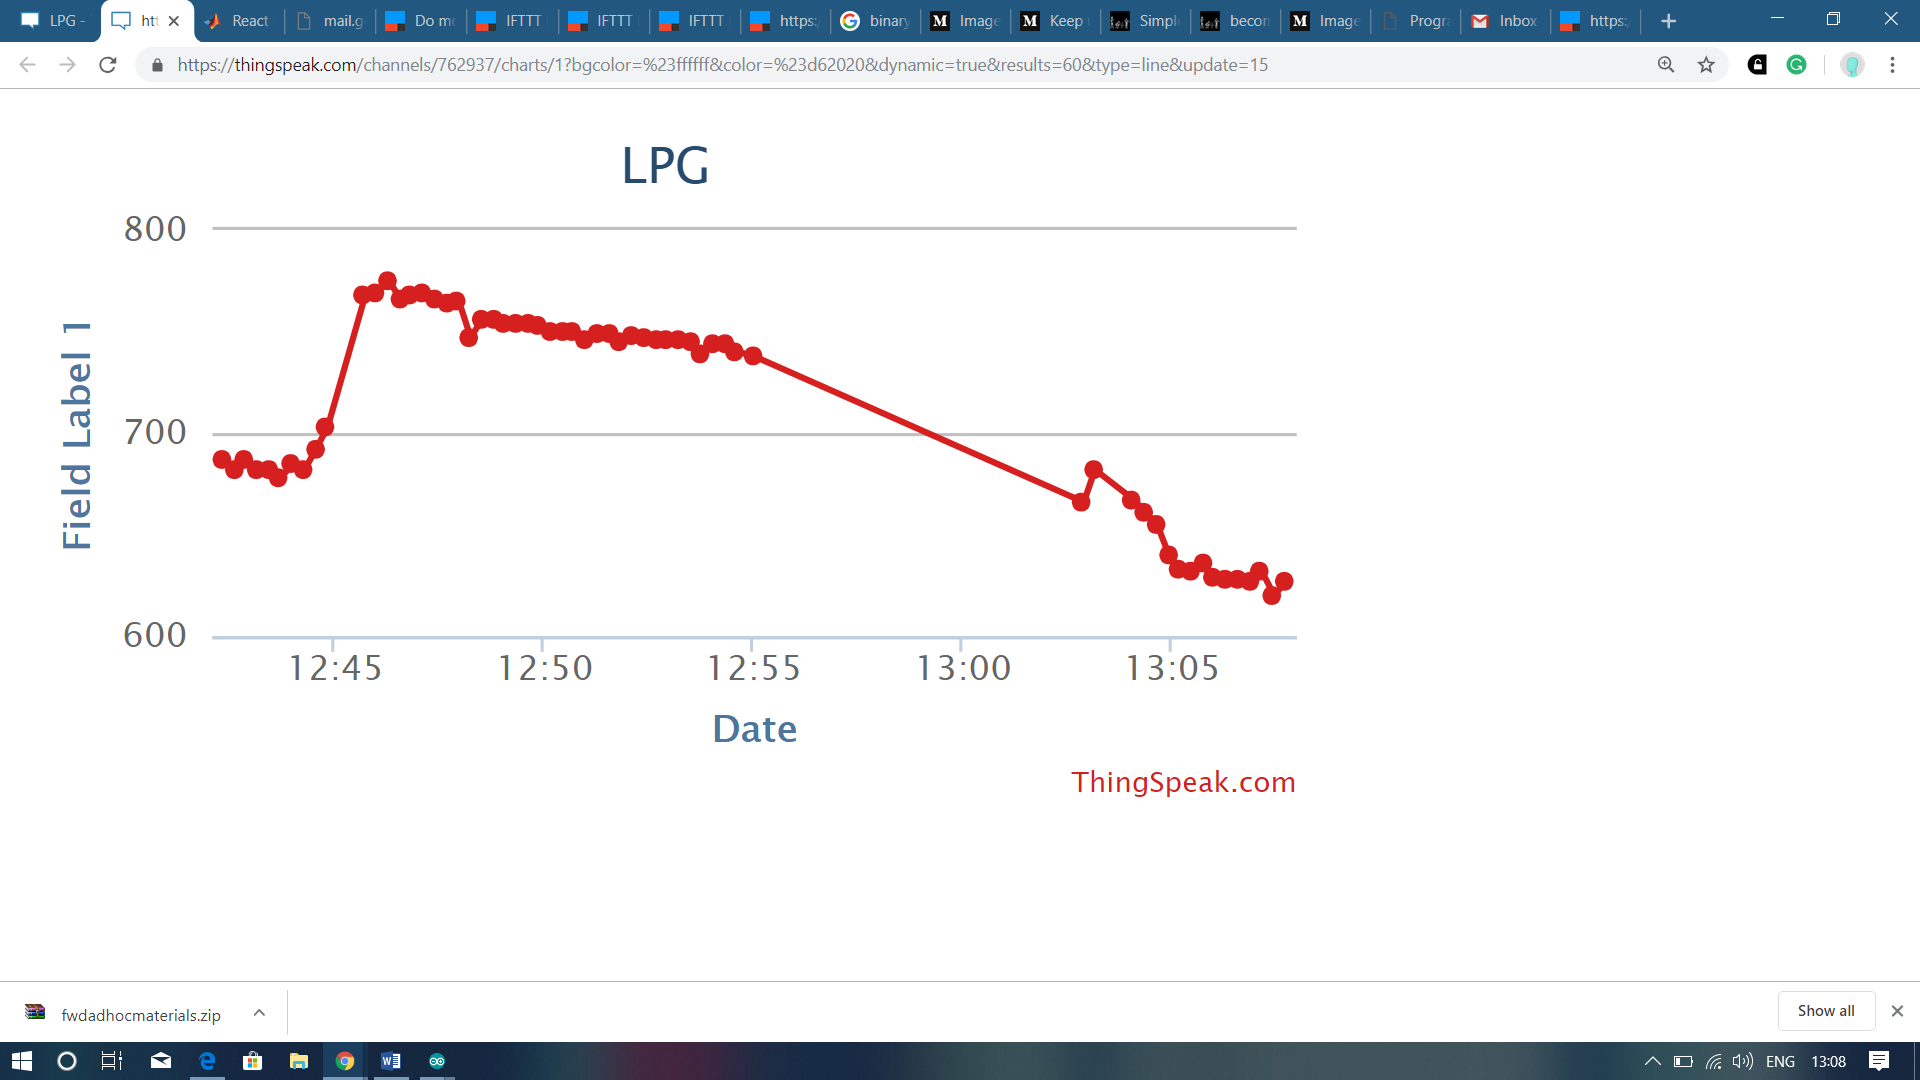 LPG -
htt
React
mail.g
Do mo
IFTTT
IFTTT
IFTTT
https:/
binary
Image
Keep
Simpl
becom
Image
Progra
Inbox
https:/
https://thingspeak.com/channels/762937/charts/1?bgcolor=%23ffffff&color=%23d62020&dynamic=true&results=60&type=line&update=15
LPG
800
700
600
Field Label 1
12:45 12:50 12:55 13:00 13:05
Date
ThingSpeak.com
fwdadhocmaterials.zip
Show all
ENG 13:08